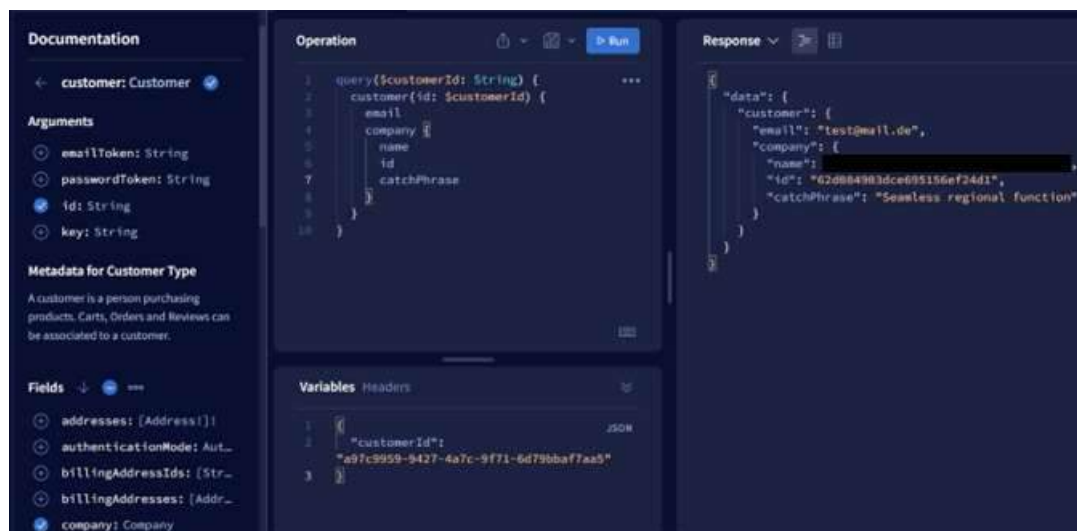 Documentation
customer: Customer
Arguments
emailToken: String
passwordToken: String
id: String
key: String
Metadata for Customer Type
A customer is a person purchasing
products. Carts, Orders and Reviews can
be associated to a customer.
Fields
addresses: [Address!]!
authenticationMode: Aut…
billingAddressIds: [Str…
billingAddresses: [Addr…
company: Company
Operation
Run
1 query($customerId: String) {
2 customer(id: $customerId) {
3 email
4 company {
5 name
6 id
7 catchPhrase
8 }
9 }
10 }
Variables Headers
JSON
1 {
2 "customerId":
"a97c9959-9427-4a7c-9f71-6d79bbaf7aa5"
3 }
Response
{
"data": {
"customer": {
"email": "test@mail.de",
"company": {
"name": ,
"id": "62d884983dce695156ef24d1",
"catchPhrase": "Seamless regional function"
}
}
}
}